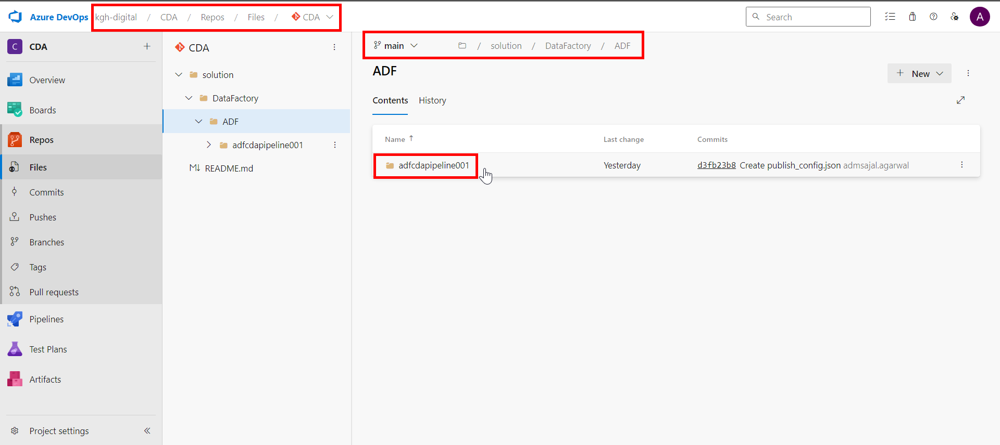 Azure DevOps kgh-digital / CDA / Repos / Files / CDA
Search
A
C CDA
Overview
Boards
Repos
Files
Commits
Pushes
Branches
Tags
Pull requests
Pipelines
Test Plans
Artifacts
Project settings
CDA
solution
DataFactory
ADF
adfcdapipeline001
README.md
main / solution / DataFactory / ADF
ADF
New
Contents History
Name Last change Commits
adfcdapipeline001 Yesterday d3fb23b8 Create publish_config.json admsajal.agarwal